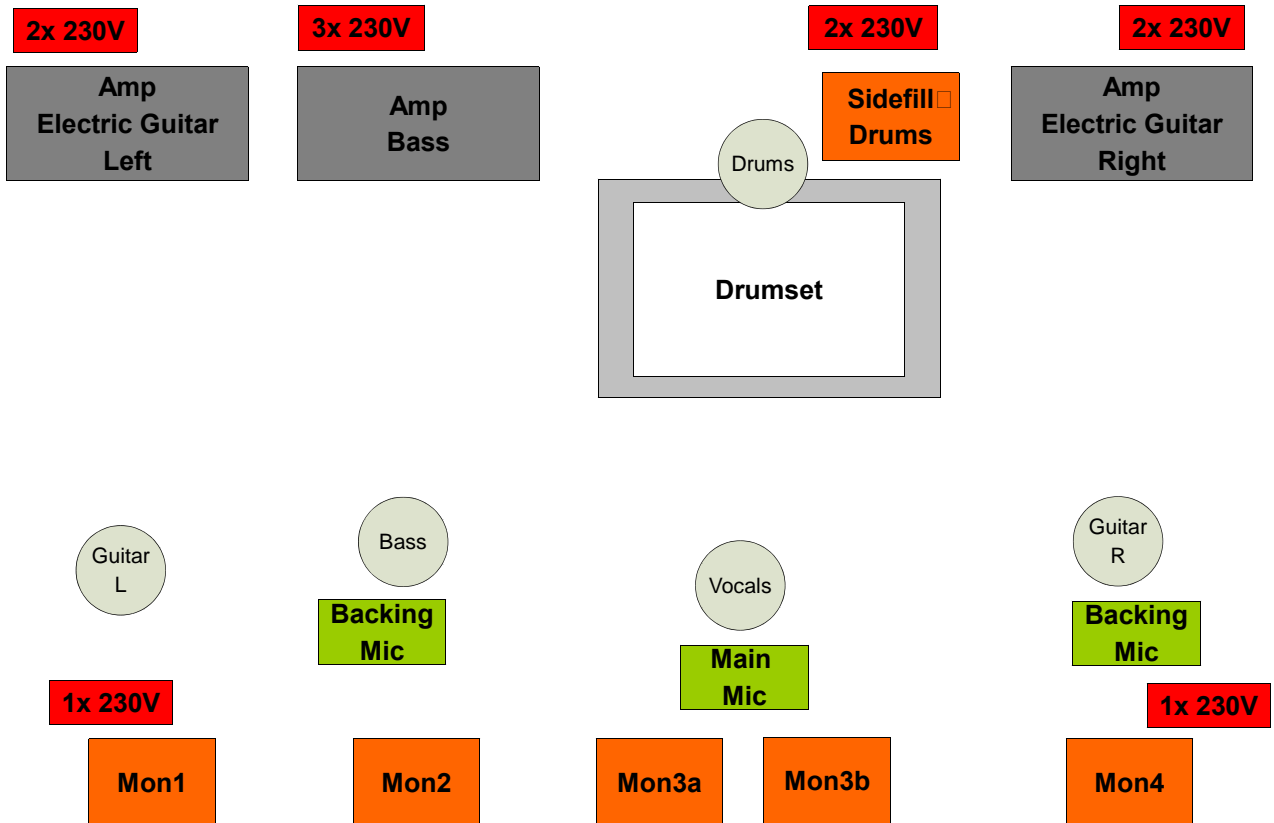 2x 230V
3x 230V
2x 230V
2x 230V
Amp
Electric Guitar
Left
Amp
Bass
Sidefill
Drums
Amp
Electric Guitar
Right
Drums
Drumset
Guitar
L
Bass
Vocals
Guitar
R
Backing
Mic
Main
Mic
Backing
Mic
1x 230V
1x 230V
Mon1
Mon2
Mon3a
Mon3b
Mon4